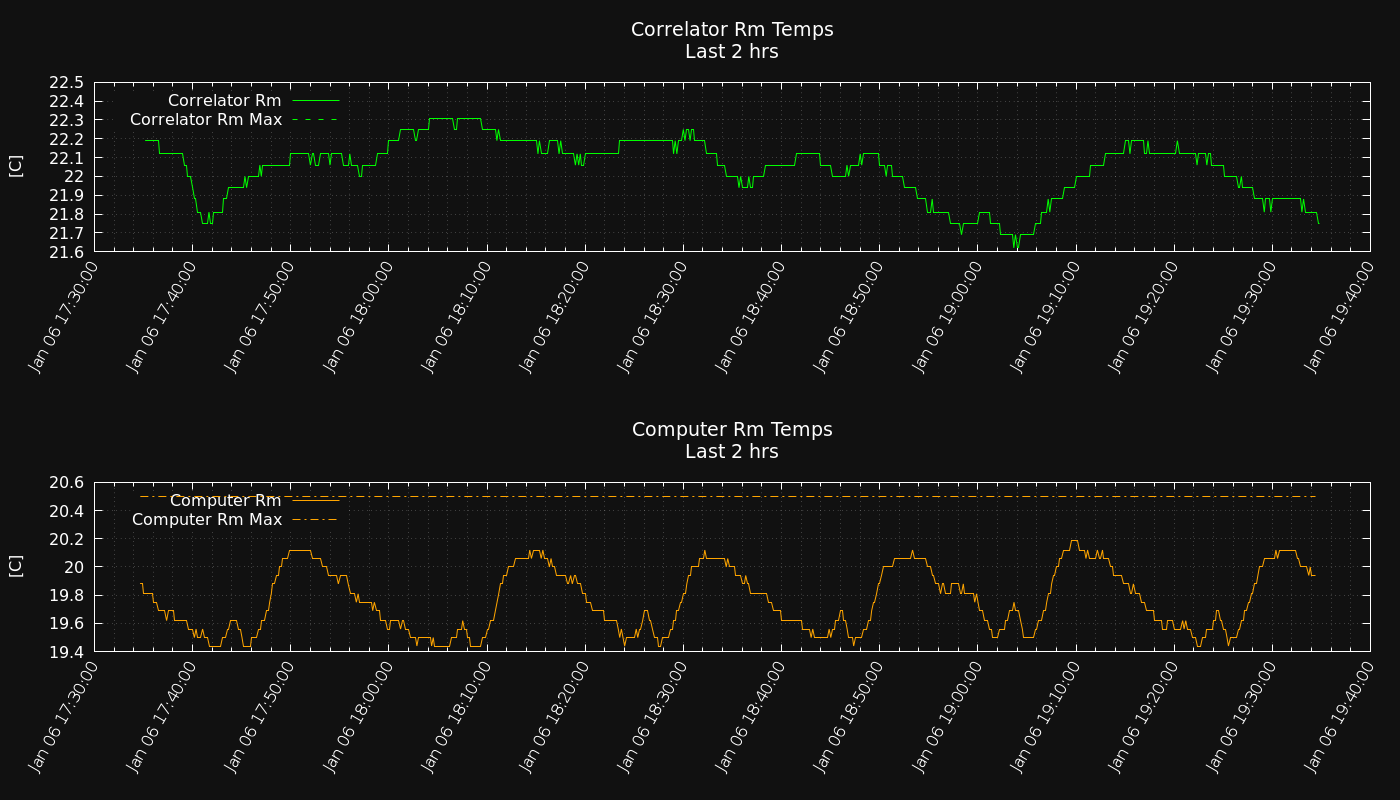 Correlator Rm Temps
Last 2 hrs
[C]
22.5
22.4
22.3
22.2
22.1
22
21.9
21.8
21.7
21.6
Correlator Rm
Correlator Rm Max
Jan 06 17:30:00
Jan 06 17:40:00
Jan 06 17:50:00
Jan 06 18:00:00
Jan 06 18:10:00
Jan 06 18:20:00
Jan 06 18:30:00
Jan 06 18:40:00
Jan 06 18:50:00
Jan 06 19:00:00
Jan 06 19:10:00
Jan 06 19:20:00
Jan 06 19:30:00
Jan 06 19:40:00
Computer Rm Temps
Last 2 hrs
[C]
20.6
20.4
20.2
20
19.8
19.6
19.4
Computer Rm
Computer Rm Max
Jan 06 17:30:00
Jan 06 17:40:00
Jan 06 17:50:00
Jan 06 18:00:00
Jan 06 18:10:00
Jan 06 18:20:00
Jan 06 18:30:00
Jan 06 18:40:00
Jan 06 18:50:00
Jan 06 19:00:00
Jan 06 19:10:00
Jan 06 19:20:00
Jan 06 19:30:00
Jan 06 19:40:00